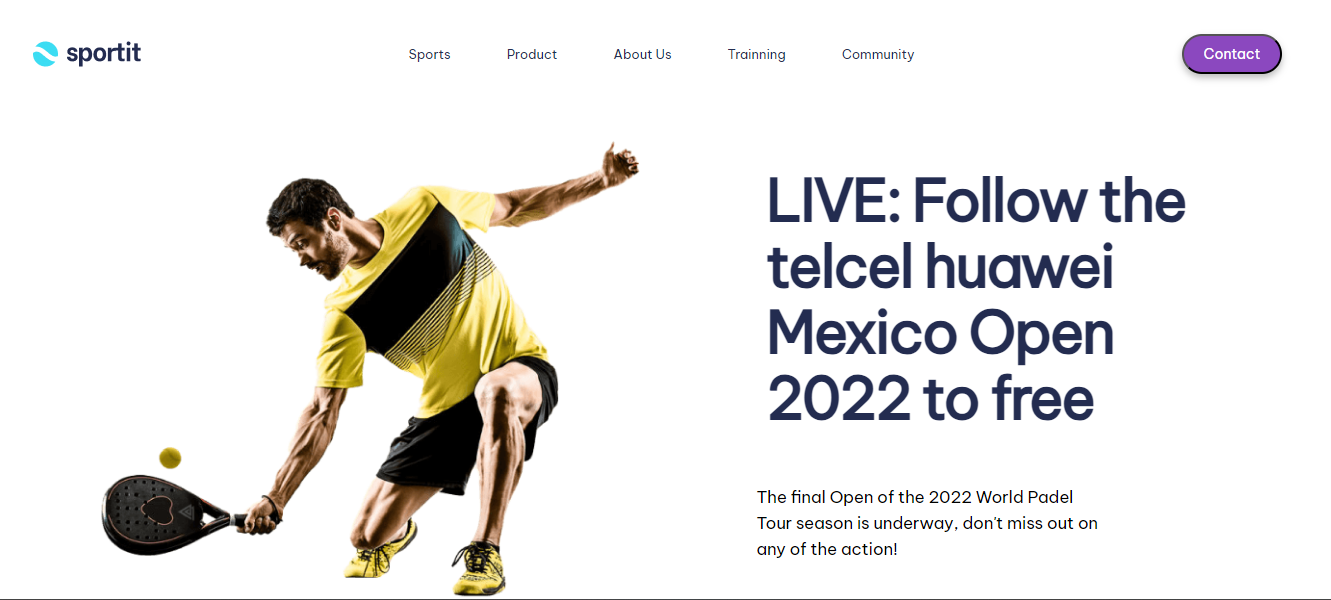 sportit
Sports
Product
About Us
Trainning
Community
Contact
LIVE: Follow the
telcel huawei
Mexico Open
2022 to free
The final Open of the 2022 World Padel
Tour season is underway, don't miss out on
any of the action!